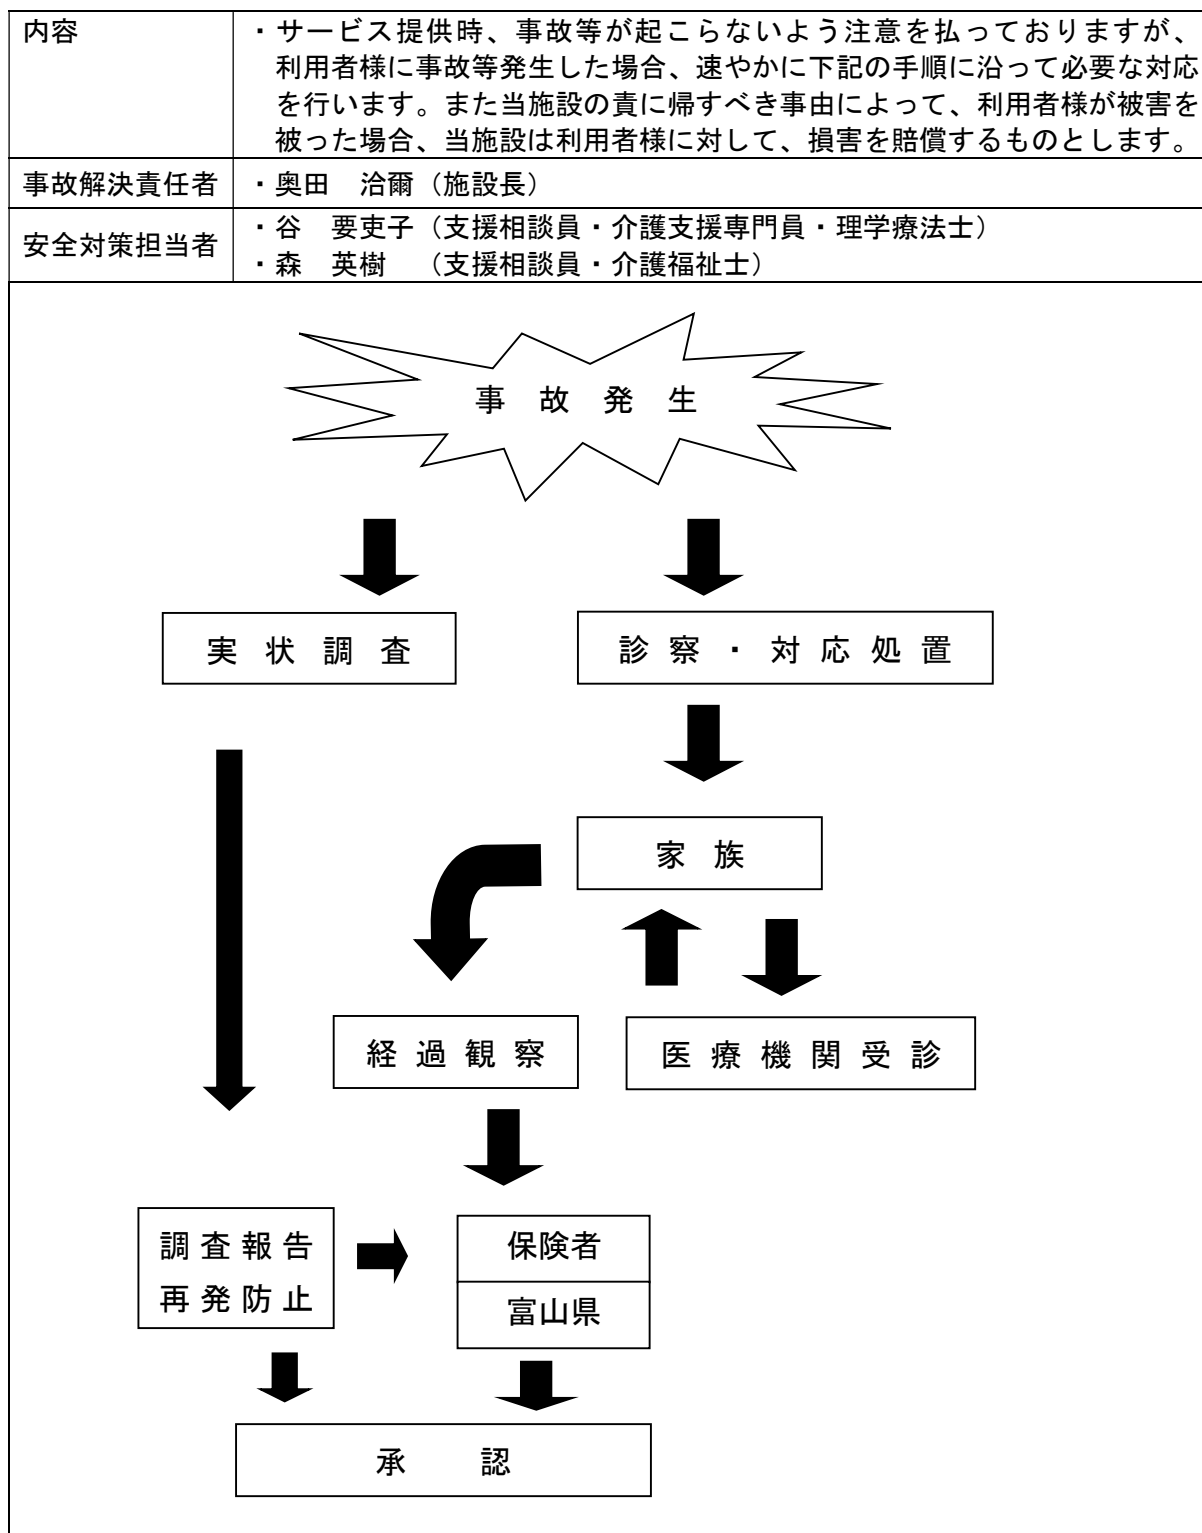 内容
・サービス提供時、事故等が起こらないよう注意を払っておりますが、
利用者様に事故等発生した場合、速やかに下記の手順に沿って必要な対応
を行います。また当施設の責に帰すべき事由によって、利用者様が被害を
被った場合、当施設は利用者様に対して、損害を賠償するものとします。
事故解決責任者
・奥田　治爾（施設長）
安全対策担当者
・谷　要吏子（支援相談員・介護支援専門員・理学療法士）
・森　英樹　（支援相談員・介護福祉士）
事　故　発　生
実　状　調　査
診　察　・　対　応　処　置
家　族
経　過　観　察
医　療　機　関　受　診
調　査　報　告
再　発　防　止
保険者
富山県
承　　認